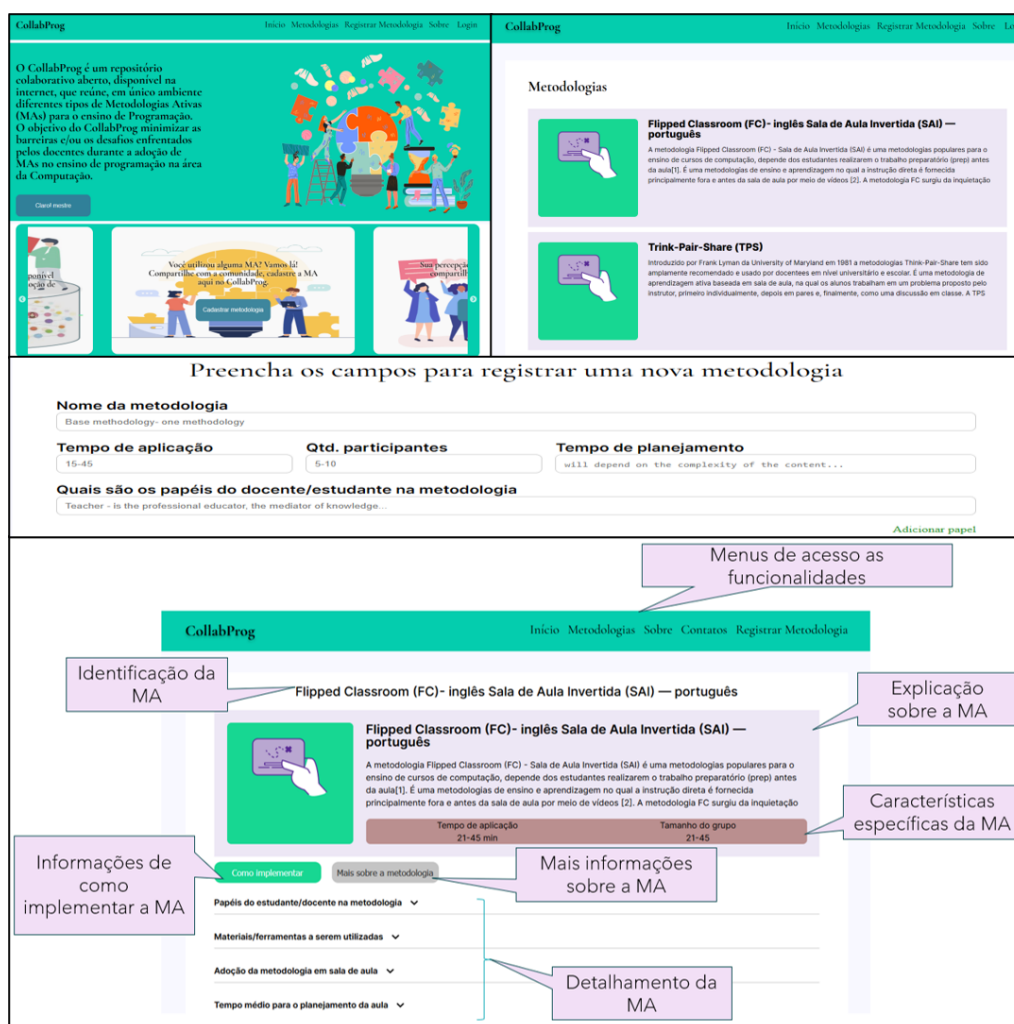 CollabProg
Início Metodologias Registrar Metodologia Sobre Login
O CollabProg é um repositório
colaborativo aberto, disponível na
internet, que reúne, em único ambiente
diferentes tipos de Metodologias Ativas
(MAs) para o ensino de Programação.
O objetivo do CollabProg minimizar as
barreiras e/ou os desafios enfrentados
pelos docentes durante a adoção de
MAs no ensino de programação na área
da Computação.
ponível
oção de
Você utilizou alguma MA? Vamos lá!
Compartilhe com a comunidade, cadastre a MA
aqui no CollabProg.
Cadastrar metodologia
Sua percepção
compartilh
CollabProg
Início Metodologias Registrar Metodologia Sobre Lo
Metodologias
Flipped Classroom (FC)- inglês Sala de Aula Invertida (SAI) —
português
A metodologia Flipped Classroom (FC) - Sala de Aula Invertida (SAI) é uma metodologias populares para o
ensino de cursos de computação, depende dos estudantes realizarem o trabalho preparatório (prep) antes
da aula[1]. É uma metodologias de ensino e aprendizagem no qual a instrução direta é fornecida
principalmente fora e antes da sala de aula por meio de vídeos [2]. A metodologia FC surgiu da inquietação
Trink-Pair-Share (TPS)
Introduzido por Frank Lyman da University of Maryland em 1981 a metodologias Think-Pair-Share tem sido
amplamente recomendado e usado por docentees em nível universitário e escolar. É uma metodologia de
aprendizagem ativa baseada em sala de aula, na qual os alunos trabalham em um problema proposto pelo
instrutor, primeiro individualmente, depois em pares e, finalmente, como uma discussão em classe. A TPS
Preencha os campos para registrar uma nova metodologia
Nome da metodologia
Base methodology- one methodology
Tempo de aplicação
Qtd. participantes
Tempo de planejamento
15-45
5-10
will depend on the complexity of the content...
Quais são os papéis do docente/estudante na metodologia
Teacher - is the professional educator, the mediator of knowledge...
Adicionar papel
Menus de acesso as
funcionalidades
CollabProg
Início Metodologias Sobre Contatos Registrar Metodologia
Identificação da
MA
Flipped Classroom (FC)- inglês Sala de Aula Invertida (SAI) — português
Explicação
sobre a MA
Flipped Classroom (FC)- inglês Sala de Aula Invertida (SAI) —
português
A metodologia Flipped Classroom (FC) - Sala de Aula Invertida (SAI) é uma metodologias populares para o
ensino de cursos de computação, depende dos estudantes realizarem o trabalho preparatório (prep) antes
da aula[1]. É uma metodologias de ensino e aprendizagem no qual a instrução direta é fornecida
principalmente fora e antes da sala de aula por meio de vídeos [2]. A metodologia FC surgiu da inquietação
Tempo de aplicação
21-45 min
Tamanho do grupo
21-45
Características
específicas da MA
Informações de
como
implementar a MA
Como implementar
Mais sobre a metodologia
Mais informações
sobre a MA
Papéis do estudante/docente na metodologia
Materiais/ferramentas a serem utilizadas
Adoção da metodologia em sala de aula
Tempo médio para o planejamento da aula
Detalhamento da
MA